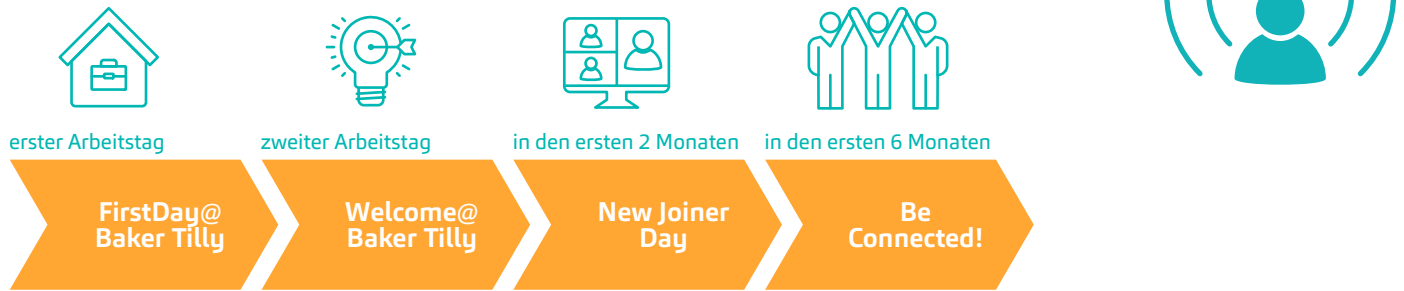 erster Arbeitstag
zweiter Arbeitstag
in den ersten 2 Monaten
in den ersten 6 Monaten
FirstDay@
Baker Tilly
Welcome@
Baker Tilly
New Joiner
Day
Be
Connected!